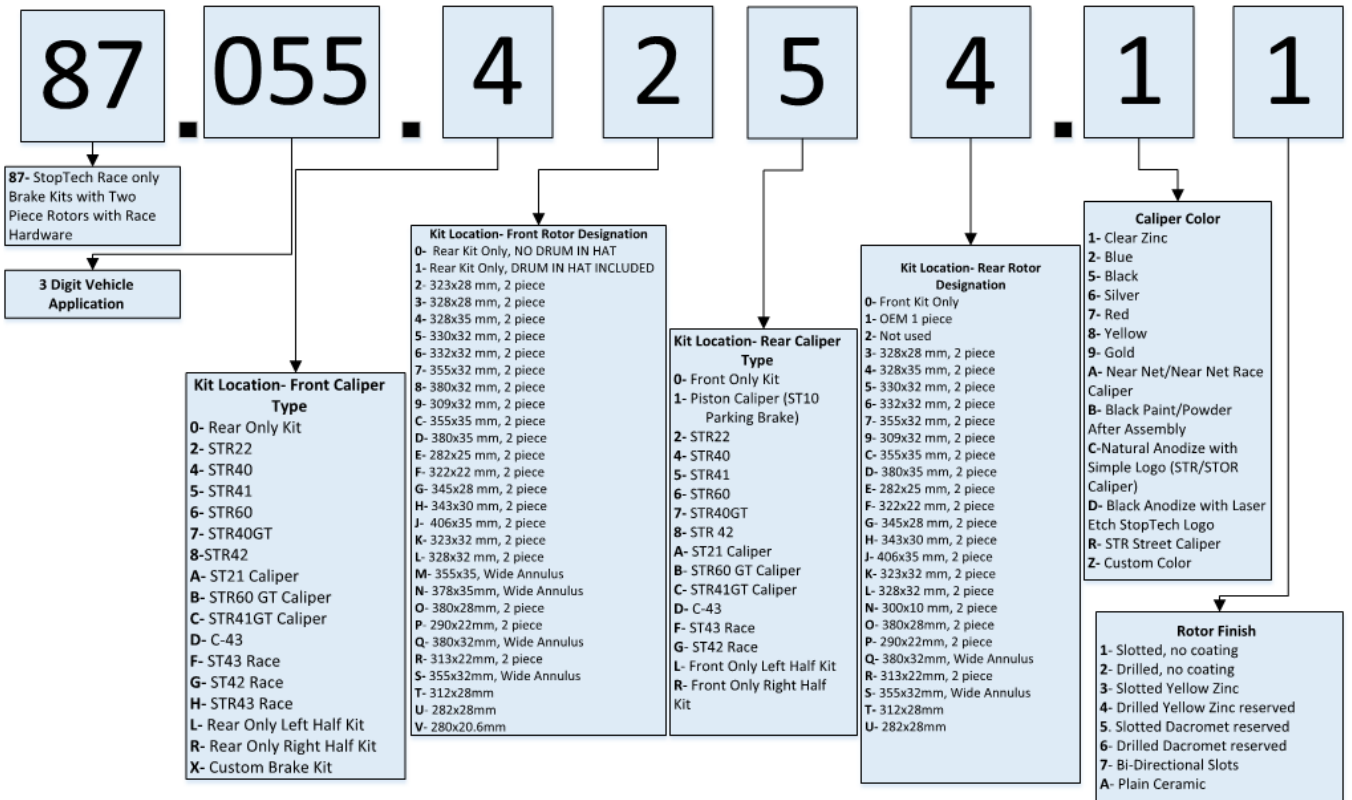 87.055.4254.11
87- StopTech Race only
Brake Kits with Two
Piece Rotors with Race
Hardware
3 Digit Vehicle
Application
Kit Location- Front Caliper
Type
0- Rear Only Kit
2- STR22
4- STR40
5- STR41
6- STR60
7- STR40GT
8-STR42
A- ST21 Caliper
B- STR60 GT Caliper
C- STR41GT Caliper
D- C-43
F- ST43 Race
G- ST42 Race
H- STR43 Race
L- Rear Only Left Half Kit
R- Rear Only Right Half Kit
X- Custom Brake Kit
Kit Location- Front Rotor Designation
0- Rear Kit Only, NO DRUM IN HAT
1- Rear Kit Only, DRUM IN HAT INCLUDED
2- 323x28 mm, 2 piece
3- 328x28 mm, 2 piece
4- 328x35 mm, 2 piece
5- 330x32 mm, 2 piece
6- 332x32 mm, 2 piece
7- 355x32 mm, 2 piece
8- 380x32 mm, 2 piece
9- 309x32 mm, 2 piece
C- 355x35 mm, 2 piece
D- 380x35 mm, 2 piece
E- 282x25 mm, 2 piece
F- 322x22 mm, 2 piece
G- 345x28 mm, 2 piece
H- 343x30 mm, 2 piece
J- 406x35 mm, 2 piece
K- 323x32 mm, 2 piece
L- 328x32 mm, 2 piece
M- 355x35, Wide Annulus
N- 378x35mm, Wide Annulus
O- 380x28mm, 2 piece
P- 290x22mm, 2 piece
Q- 380x32mm, Wide Annulus
R- 313x22mm, 2 piece
S- 355x32mm, Wide Annulus
T- 312x28mm
U- 282x28mm
V- 280x20.6mm
Kit Location- Rear Caliper
Type
0- Front Only Kit
1- Piston Caliper (ST10
Parking Brake)
2- STR22
4- STR40
5- STR41
6- STR60
7- STR40GT
8- STR 42
A- ST21 Caliper
B- STR60 GT Caliper
C- STR41GT Caliper
D- C-43
F- ST43 Race
G- ST42 Race
L- Front Only Left Half Kit
R- Front Only Right Half
Kit
Kit Location- Rear Rotor
Designation
0- Front Kit Only
1- OEM 1 piece
2- Not used
3- 328x28 mm, 2 piece
4- 328x35 mm, 2 piece
5- 330x32 mm, 2 piece
6- 332x32 mm, 2 piece
7- 355x32 mm, 2 piece
9- 309x32 mm, 2 piece
C- 355x35 mm, 2 piece
D- 380x35 mm, 2 piece
E- 282x25 mm, 2 piece
F- 322x22 mm, 2 piece
G- 345x28 mm, 2 piece
H- 343x30 mm, 2 piece
J- 406x35 mm, 2 piece
K- 323x32 mm, 2 piece
L- 328x32 mm, 2 piece
N- 300x10 mm, 2 piece
O- 380x28mm, 2 piece
P- 290x22mm, 2 piece
Q- 380x32mm, Wide Annulus
R- 313x22mm, 2 piece
S- 355x32mm, Wide Annulus
T- 312x28mm
U- 282x28mm
Caliper Color
1- Clear Zinc
2- Blue
5- Black
6- Silver
7- Red
8- Yellow
9- Gold
A- Near Net/Near Net Race
Caliper
B- Black Paint/Powder
After Assembly
C-Natural Anodize with
Simple Logo (STR/STOR
Caliper)
D- Black Anodize with Laser
Etch StopTech Logo
R- STR Street Caliper
Z- Custom Color
Rotor Finish
1- Slotted, no coating
2- Drilled, no coating
3- Slotted Yellow Zinc
4- Drilled Yellow Zinc reserved
5. Slotted Dacromet reserved
6- Drilled Dacromet reserved
7- Bi-Directional Slots
A- Plain Ceramic